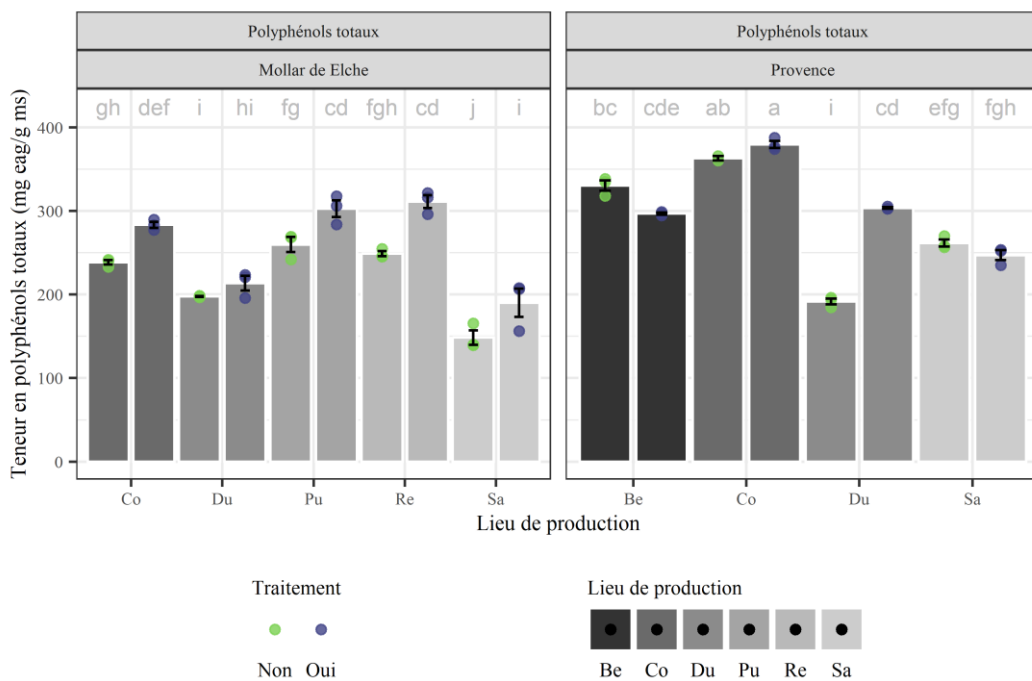 Polyphénols totaux Polyphénols totaux
Mollar de Elche Provence
gh def i hi fg cd fgh cd j i bc cde ab a i cd efg fgh
400
300
200
100
0
Teneur en polyphénols totaux (mg eag/g ms)
Co Du Pu Re Sa Be Co Du Sa
Lieu de production
Traitement Lieu de production
Non Oui Be Co Du Pu Re Sa